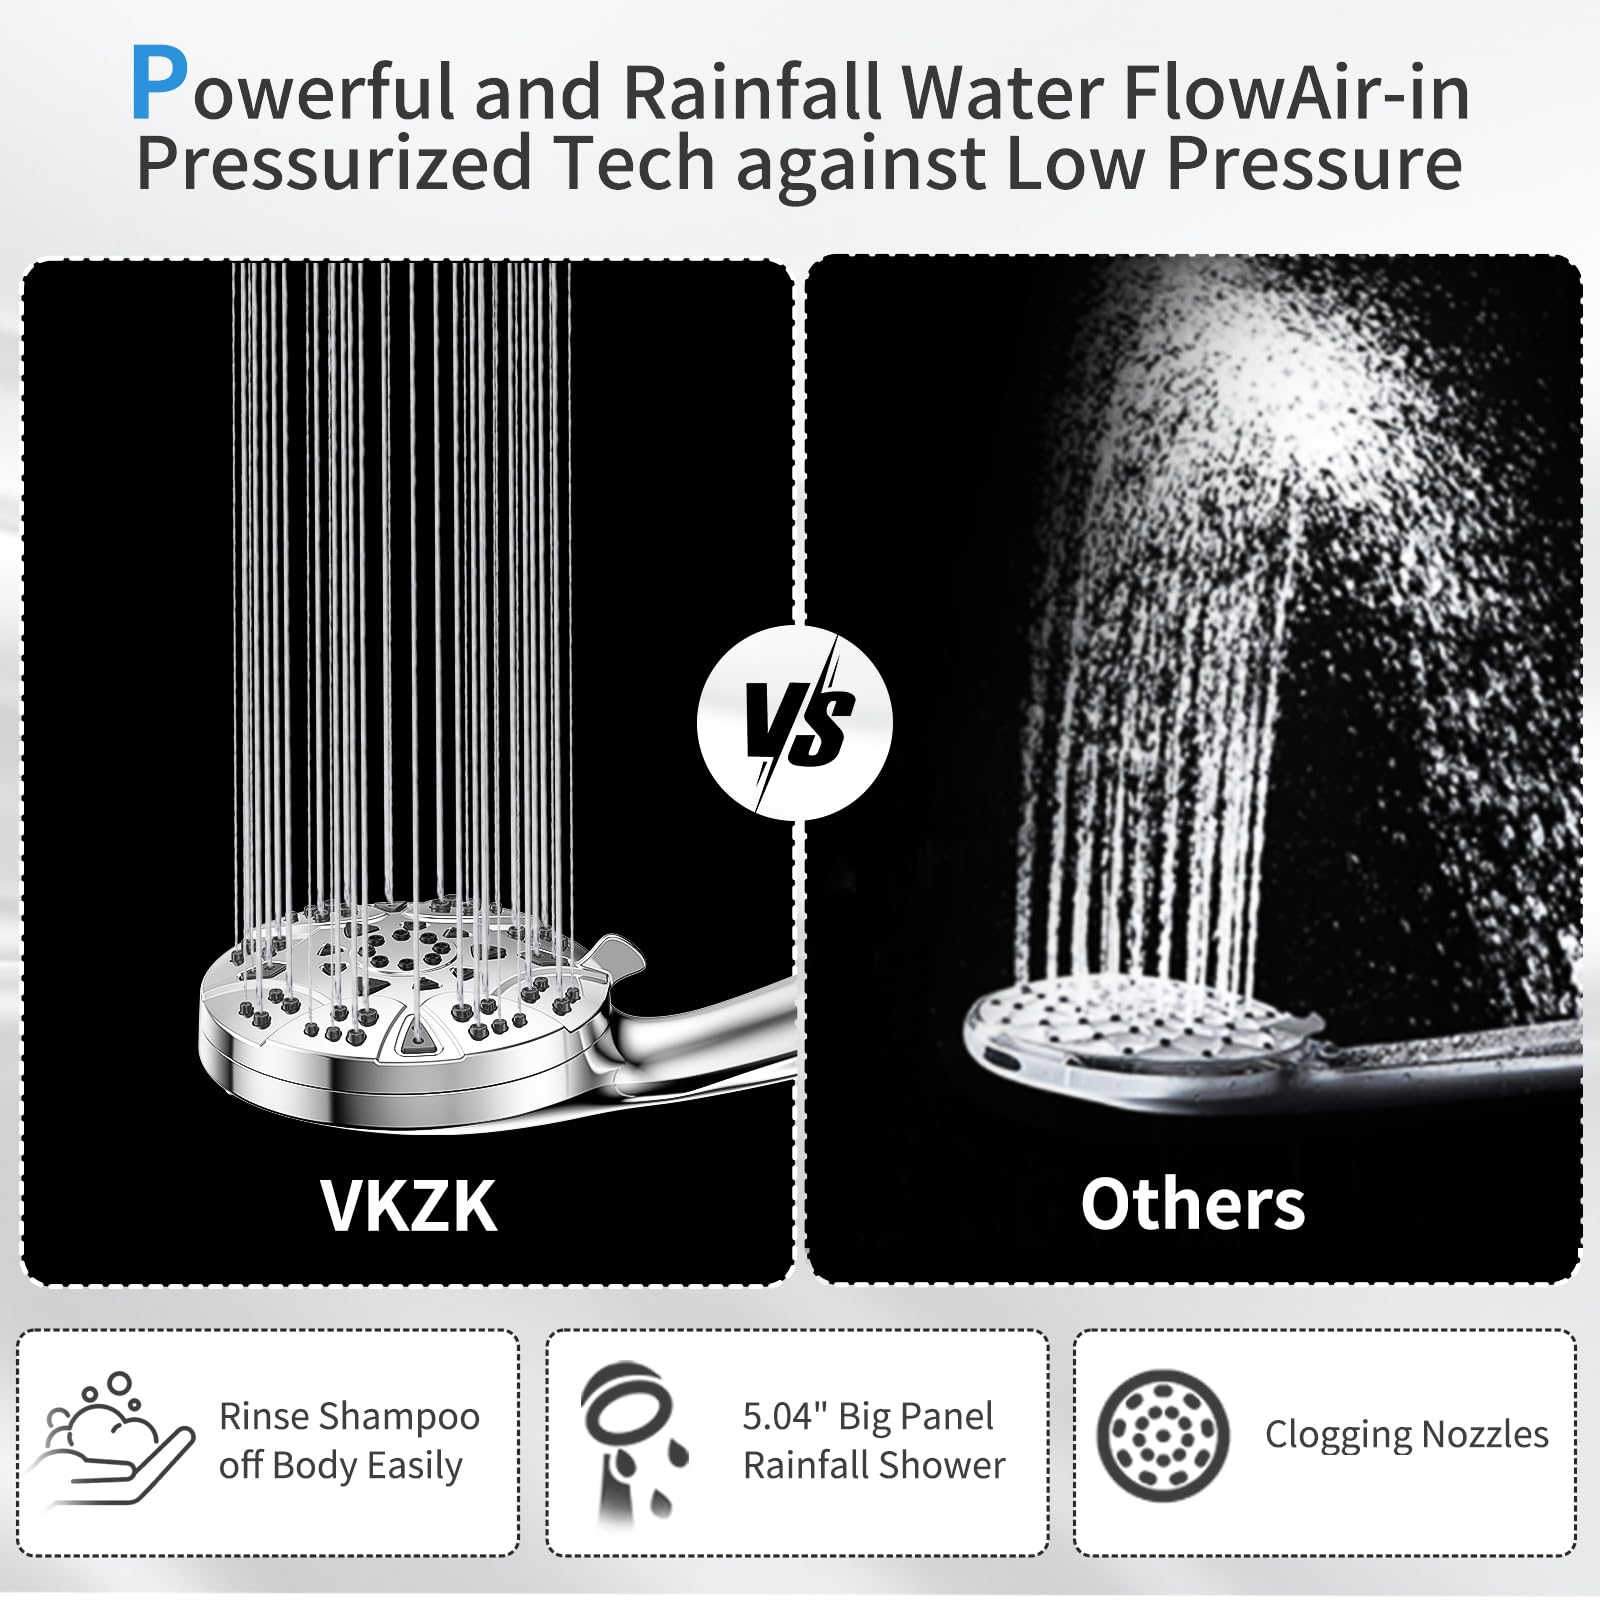 Powerful and Rainfall Water FlowAir-in
Pressurized Tech against Low Pressure
VS
VKZK
Others
Rinse Shampoo
off Body Easily
5.04" Big Panel
Rainfall Shower
Clogging Nozzles